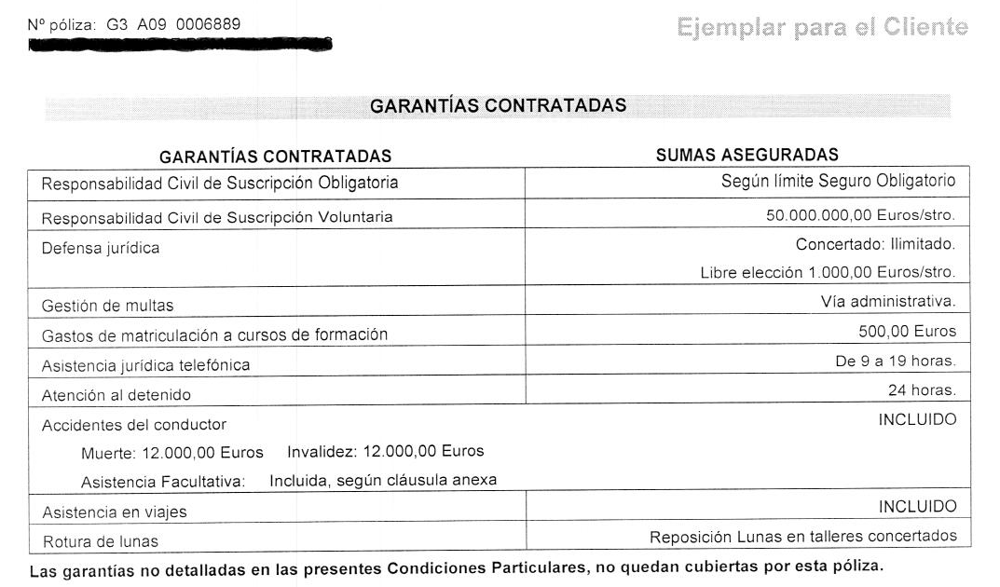 Nº póliza: G3 A09 0006889
Ejemplar para el Cliente
GARANTÍAS CONTRATADAS
GARANTÍAS CONTRATADAS SUMAS ASEGURADAS
Responsabilidad Civil de Suscripción Obligatoria Según límite Seguro Obligatorio
Responsabilidad Civil de Suscripción Voluntaria 50.000.000,00 Euros/stro.
Defensa jurídica Concertado: Ilimitado.
Libre elección 1.000,00 Euros/stro.
Gestión de multas Vía administrativa.
Gastos de matriculación a cursos de formación 500,00 Euros
Asistencia jurídica telefónica De 9 a 19 horas.
Atención al detenido 24 horas.
Accidentes del conductor INCLUIDO
Muerte: 12.000,00 Euros Invalidez: 12.000,00 Euros
Asistencia Facultativa: Incluida, según cláusula anexa
Asistencia en viajes INCLUIDO
Rotura de lunas Reposición Lunas en talleres concertados
Las garantías no detalladas en las presentes Condiciones Particulares, no quedan cubiertas por esta póliza.